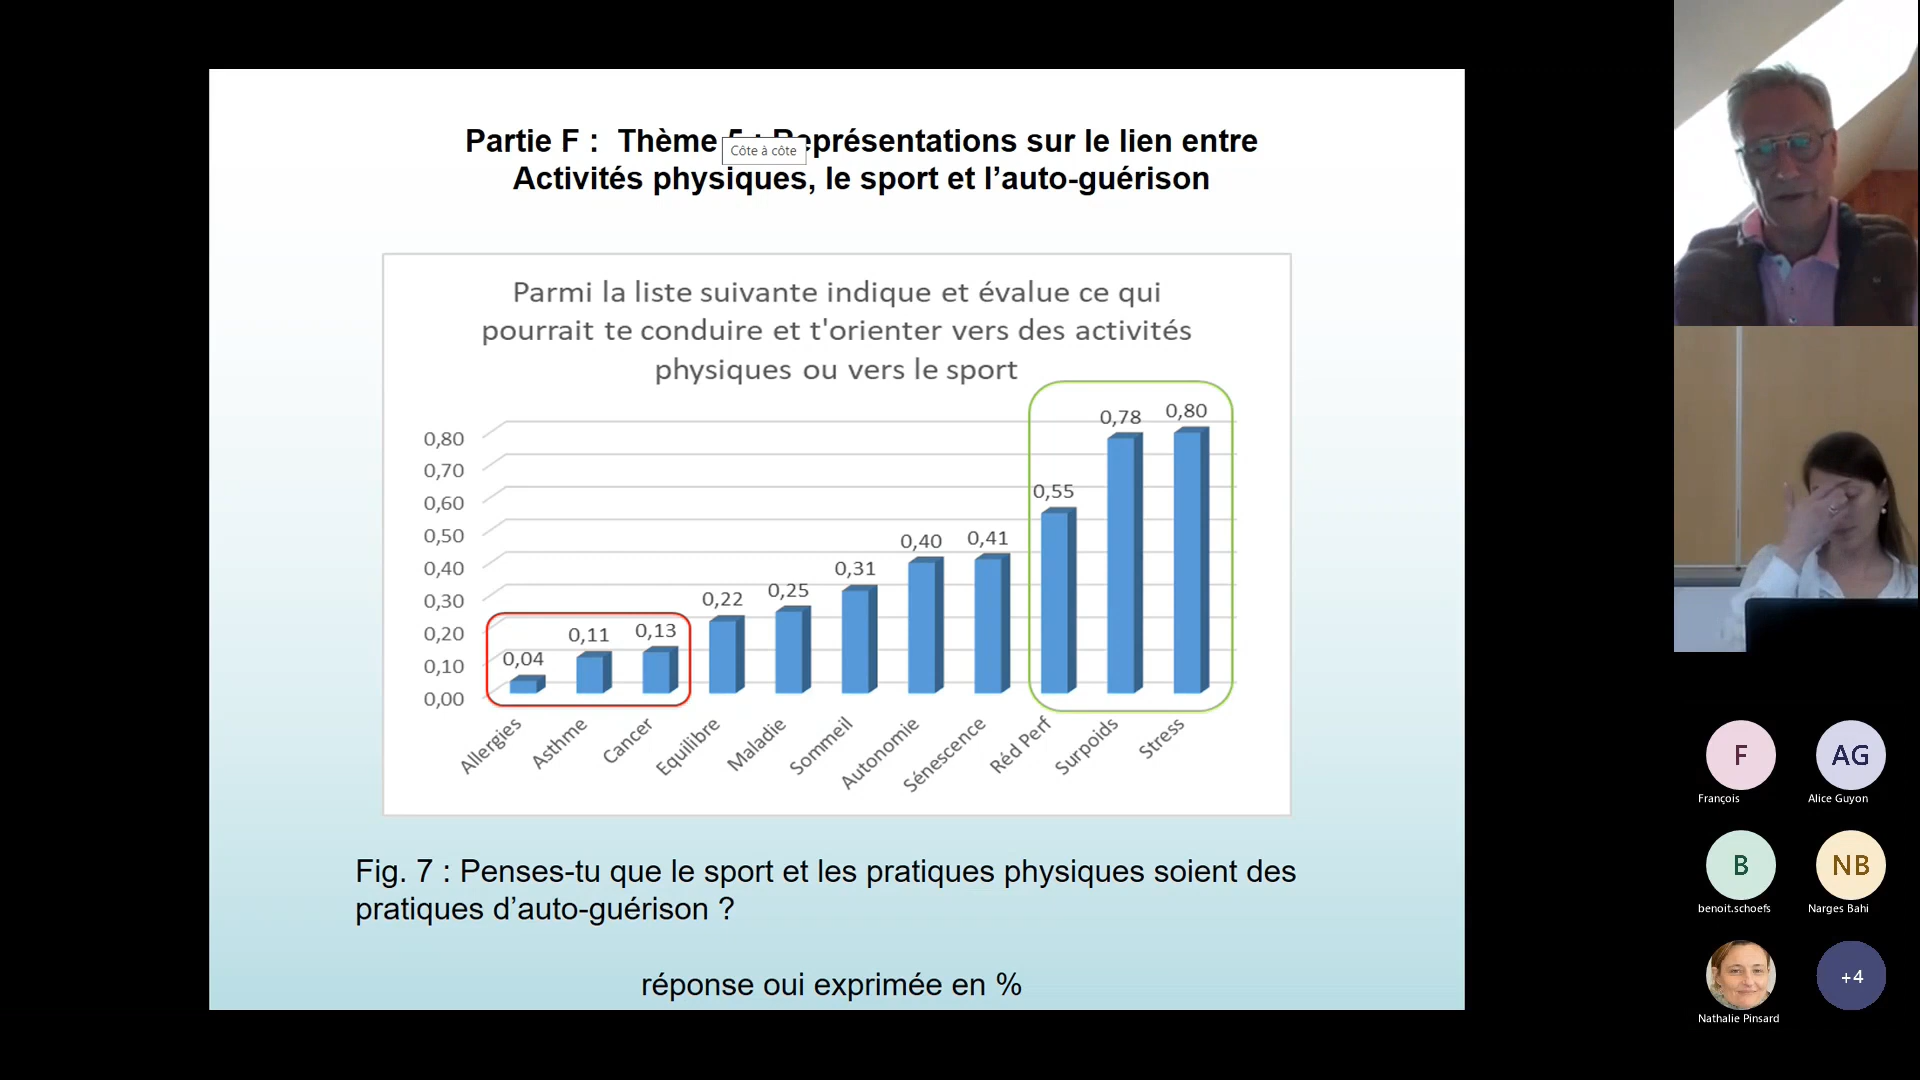 Partie F : Thème 5 : Représentations sur le lien entre
Côte à côte
Activités physiques, le sport et l’auto-guérison
Parmi la liste suivante indique et évalue ce qui
pourrait te conduire et t'orienter vers des activités
physiques ou vers le sport
0,80
0,70
0,60
0,50
0,40
0,30
0,20
0,10
0,00
0,04
0,11
0,13
0,22
0,25
0,31
0,40
0,41
0,55
0,78
0,80
Allergies
Asthme
Cancer
Equilibre
Maladie
Sommeil
Autonomie
Sénescence
Réd Perf
Surpoids
Stress
Fig. 7 : Penses-tu que le sport et les pratiques physiques soient des
pratiques d’auto-guérison ?
réponse oui exprimée en %
F
AG
François
Alice Guyon
B
NB
benoit.schoefs
Narges Bahi
+4
Nathalie Pinsard